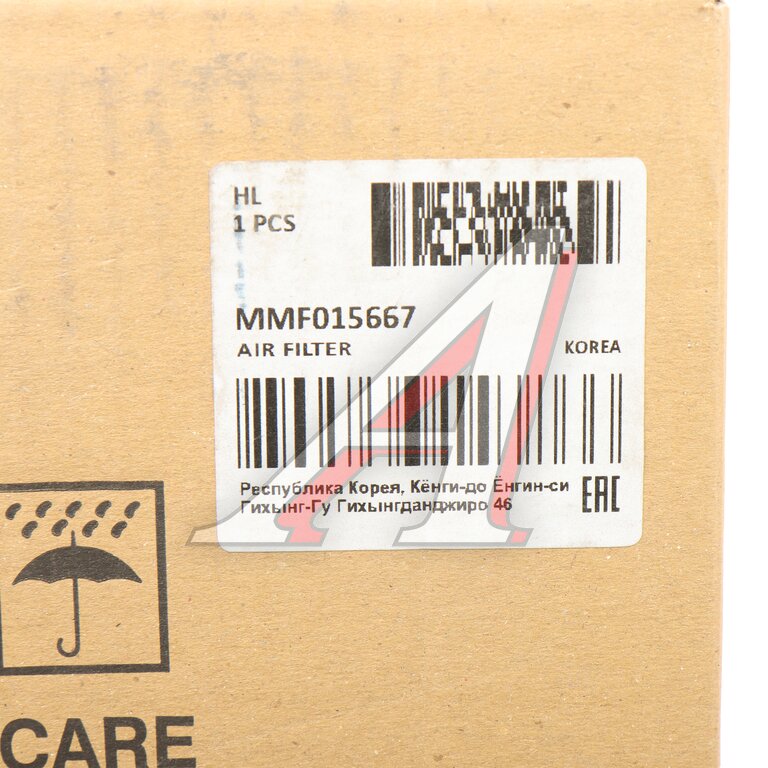 HL
1 PCS
MMF015667
AIR FILTER
KOREA
Республика Корея, Кёнги-до Ёнгин-си
Гихынг-Гу Гихынгданджиро 46
EAC
CARE